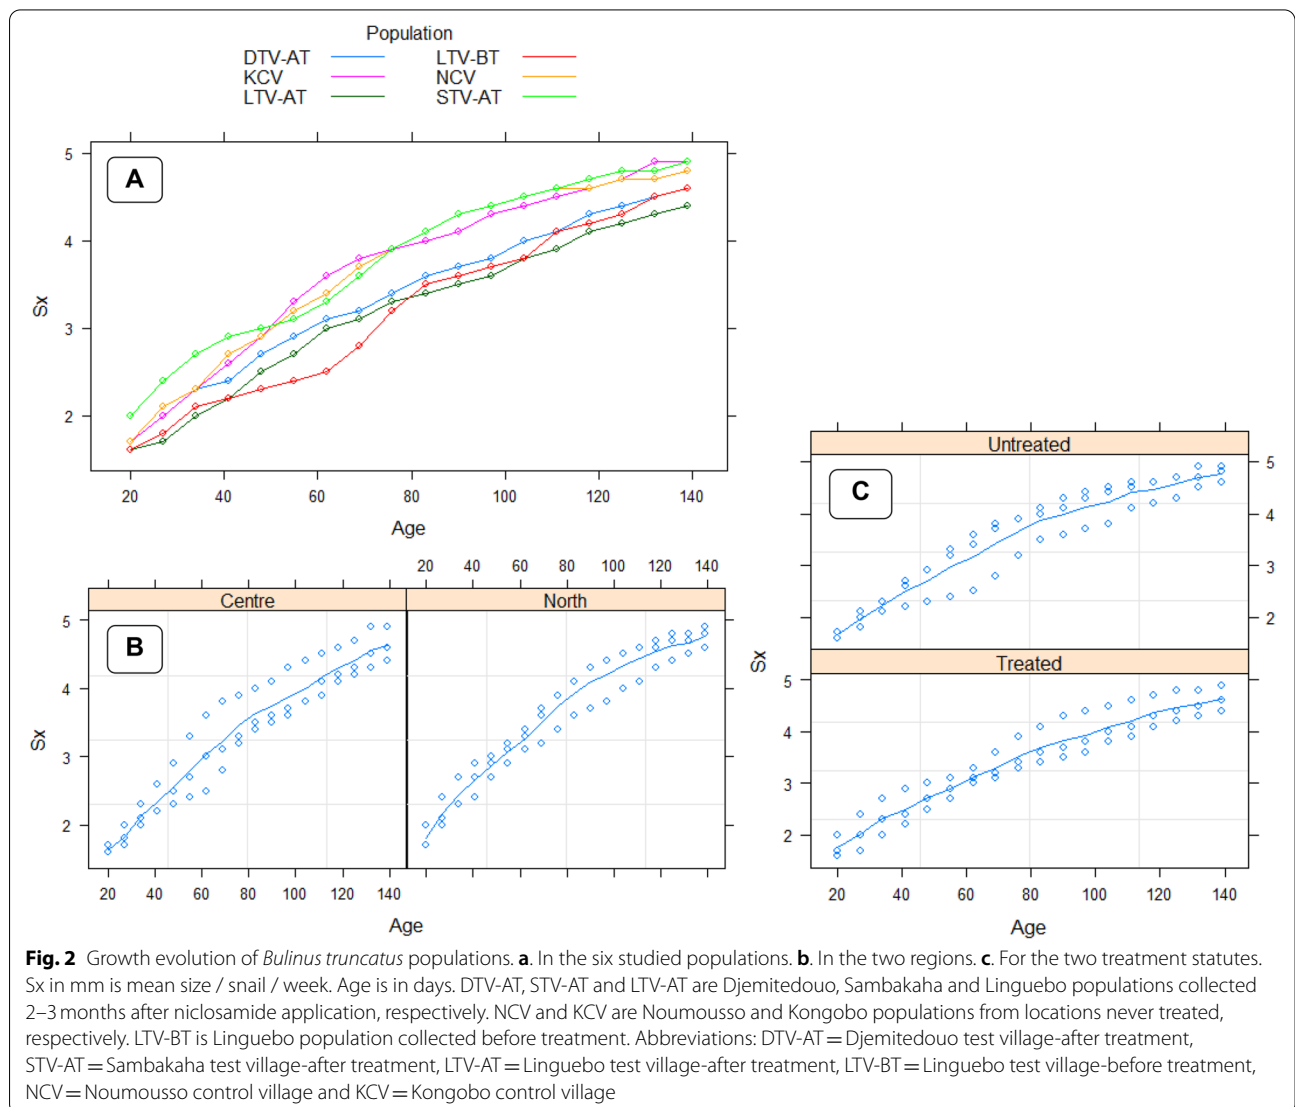 Population
DTV-AT LTV-BT
KCV NCV
LTV-AT STV-AT
A
5
4
3
2
Sx
20 40 60 80 100 120 140
Age
20 40 60 80 100 120 140
Centre North
B
5
4
3
2
Sx
20 40 60 80 100 120 140
Age
Untreated
C
5
4
3
2
Sx
Treated
5
4
3
2
20 40 60 80 100 120 140
Age
Fig. 2 Growth evolution of Bulinus truncatus populations. a. In the six studied populations. b. In the two regions. c. For the two treatment statutes.
Sx in mm is mean size / snail / week. Age is in days. DTV-AT, STV-AT and LTV-AT are Djemitedouo, Sambakaha and Linguebo populations collected
2–3 months after niclosamide application, respectively. NCV and KCV are Noumousso and Kongobo populations from locations never treated,
respectively. LTV-BT is Linguebo population collected before treatment. Abbreviations: DTV-AT = Djemitedouo test village-after treatment,
STV-AT = Sambakaha test village-after treatment, LTV-AT = Linguebo test village-after treatment, LTV-BT = Linguebo test village-before treatment,
NCV = Noumousso control village and KCV = Kongobo control village